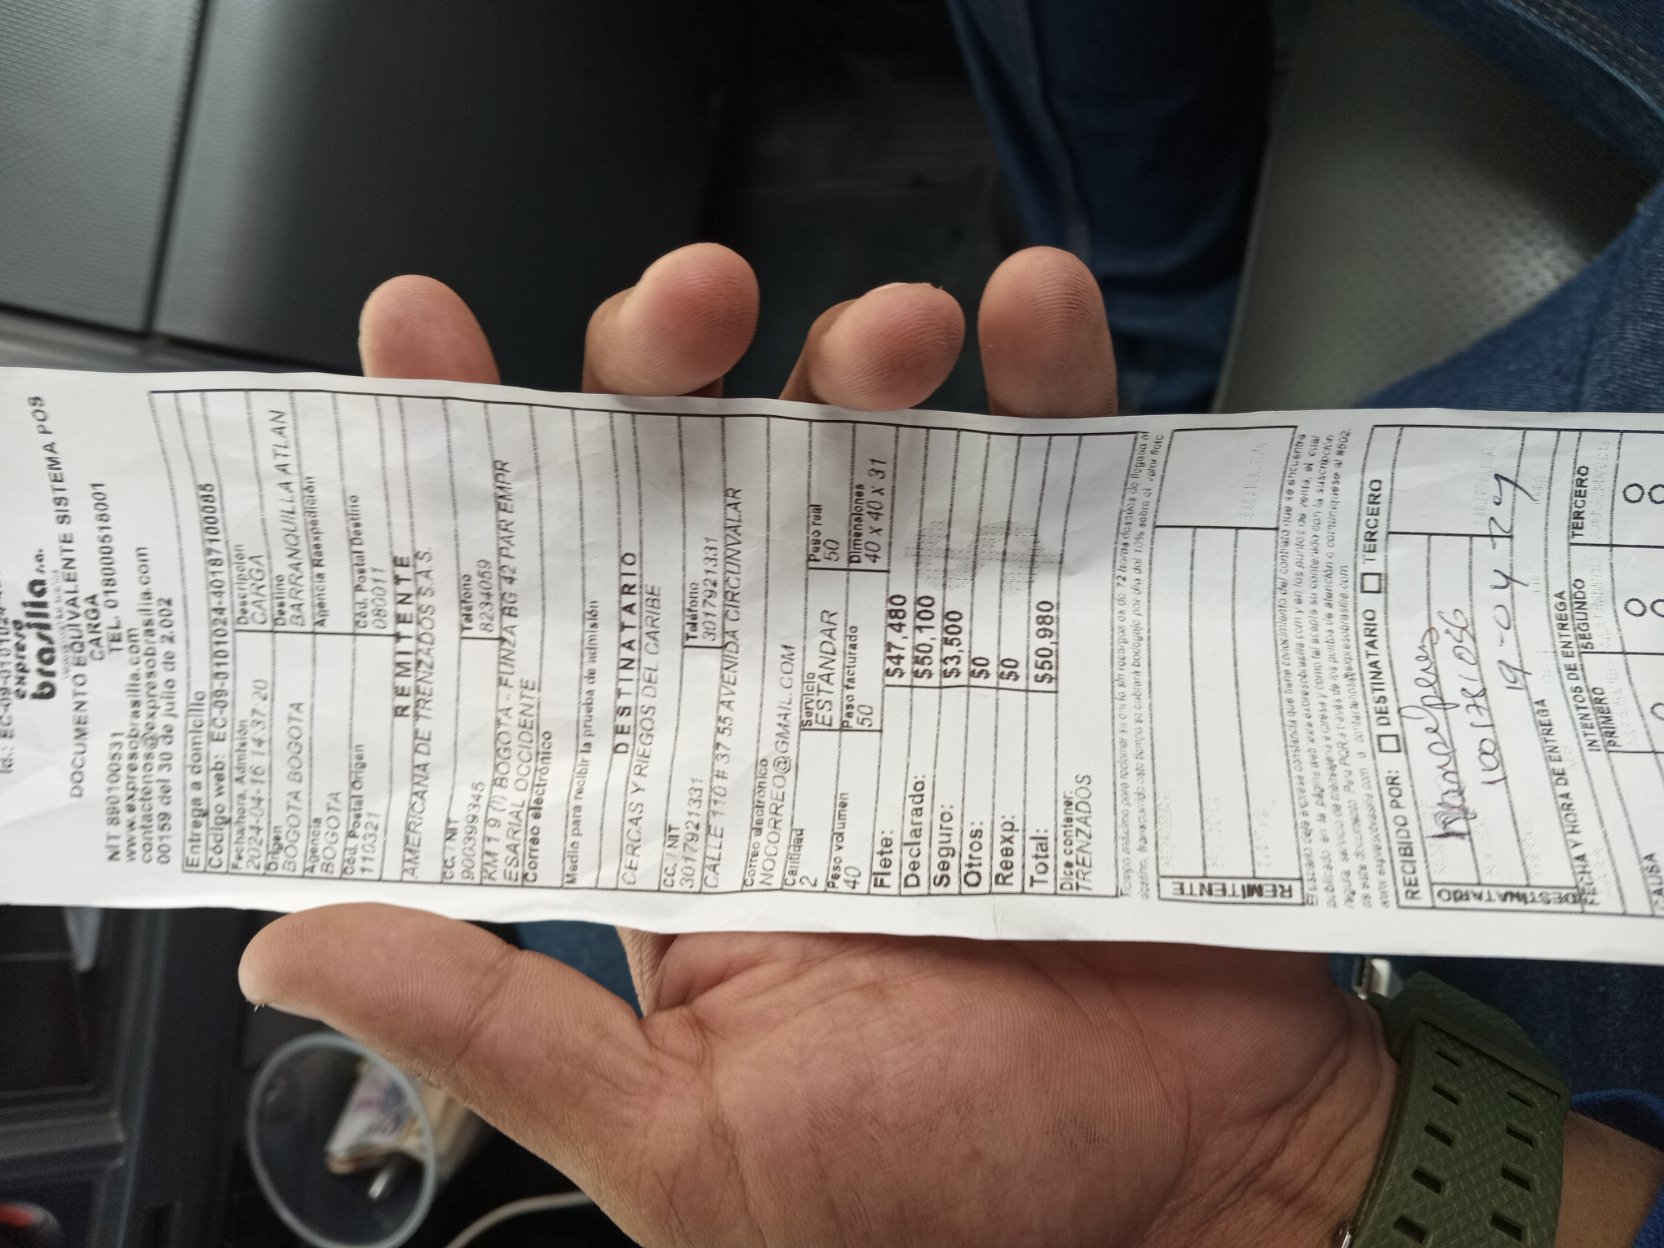 expreso
brasilia s.a.
DOCUMENTO EQUIVALENTE SISTEMA POS
CARGA
NIT 890100531 TEL. 018000518001
www.expresobrasilia.com
contactenos@expresobrasilia.com
00159 del 30 de julio de 2.002
Entrega a domicilio
Código web: EC-09-0101024-40187100085
Fecha/hora. Admisión Descripción
2024-04-16 14:37:20 CARGA
Origen Destino
BOGOTA BOGOTA BARRANQUILLA ATLAN
Agencia Agencia Reexpedición
BOGOTA
Cód. Postal Origen Cód. Postal Destino
110321 080011
REMITENTE
AMERICANA DE TRENZADOS S.A.S.
CC. / NIT Teléfono
900399345 8234059
KM 1 9 (!) BOGOTA - FUNZA BG 42 PAR EMPR
ESARIAL OCCIDENTE
Correo electrónico
Medio para recibir la prueba de admisión
DESTINATARIO
CERCAS Y RIEGOS DEL CARIBE
CC. / NIT Teléfono
3017921331 3017921331
CALLE 110 # 37 55 AVENIDA CIRCUNVALAR
Correo electrónico
NOCORREO@GMAIL.COM
Cantidad Servicio Peso real
2 ESTANDAR 50
Peso volumen Peso facturado Dimensiones
40 50 40 x 40 x 31
Flete: $47,480
Declarado: $50,100
Seguro: $3,500
Otros: $0
Reexp: $0
Total: $50,980
Dice contener:
TRENZADOS
REMITENTE
RECIBIDO POR: DESTINATARIO TERCERO
DESTINATARIO
19-04-24
FECHA Y HORA DE ENTREGA
INTENTOS DE ENTREGA
PRIMERO SEGUNDO TERCERO
CAUSA